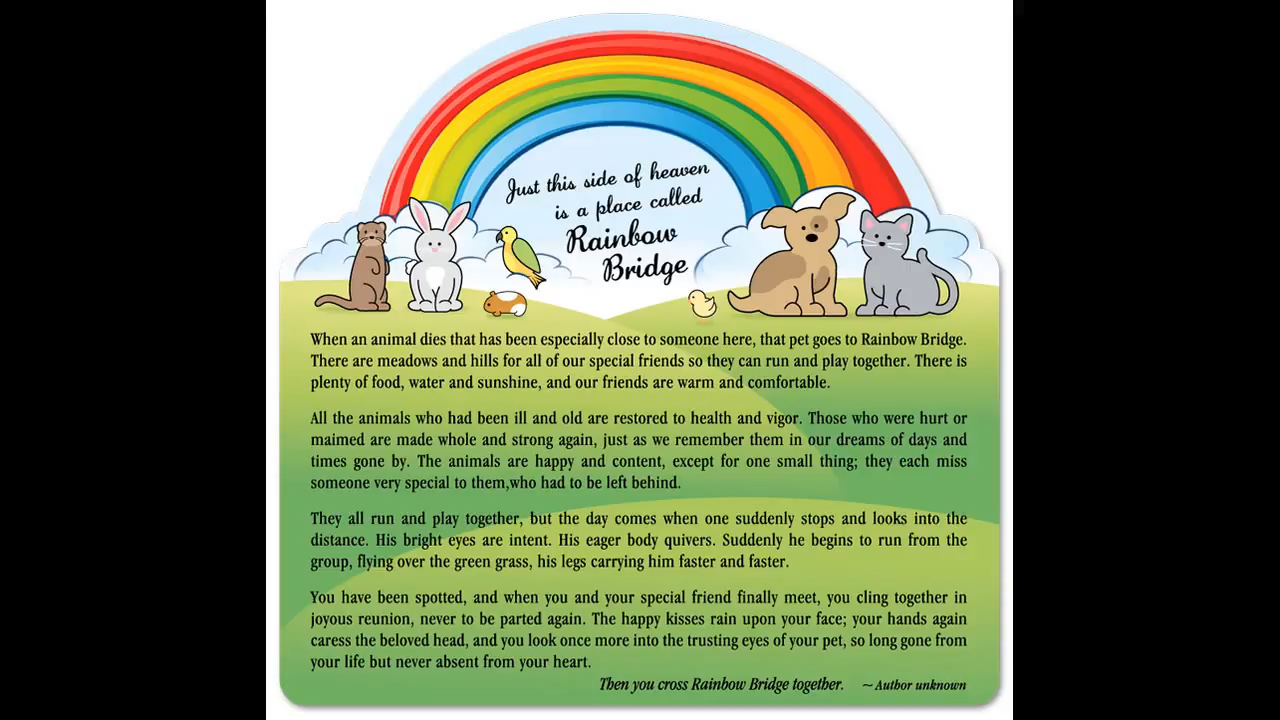 Just this side of heaven
is a place called
Rainbow
Bridge
When an animal dies that has been especially close to someone here, that pet goes to Rainbow Bridge.
There are meadows and hills for all of our special friends so they can run and play together. There is
plenty of food, water and sunshine, and our friends are warm and comfortable.
All the animals who had been ill and old are restored to health and vigor. Those who were hurt or
maimed are made whole and strong again, just as we remember them in our dreams of days and
times gone by. The animals are happy and content, except for one small thing; they each miss
someone very special to them,who had to be left behind.
They all run and play together, but the day comes when one suddenly stops and looks into the
distance. His bright eyes are intent. His eager body quivers. Suddenly he begins to run from the
group, flying over the green grass, his legs carrying him faster and faster.
You have been spotted, and when you and your special friend finally meet, you cling together in
joyous reunion, never to be parted again. The happy kisses rain upon your face; your hands again
caress the beloved head, and you look once more into the trusting eyes of your pet, so long gone from
your life but never absent from your heart.
Then you cross Rainbow Bridge together. ~ Author unknown